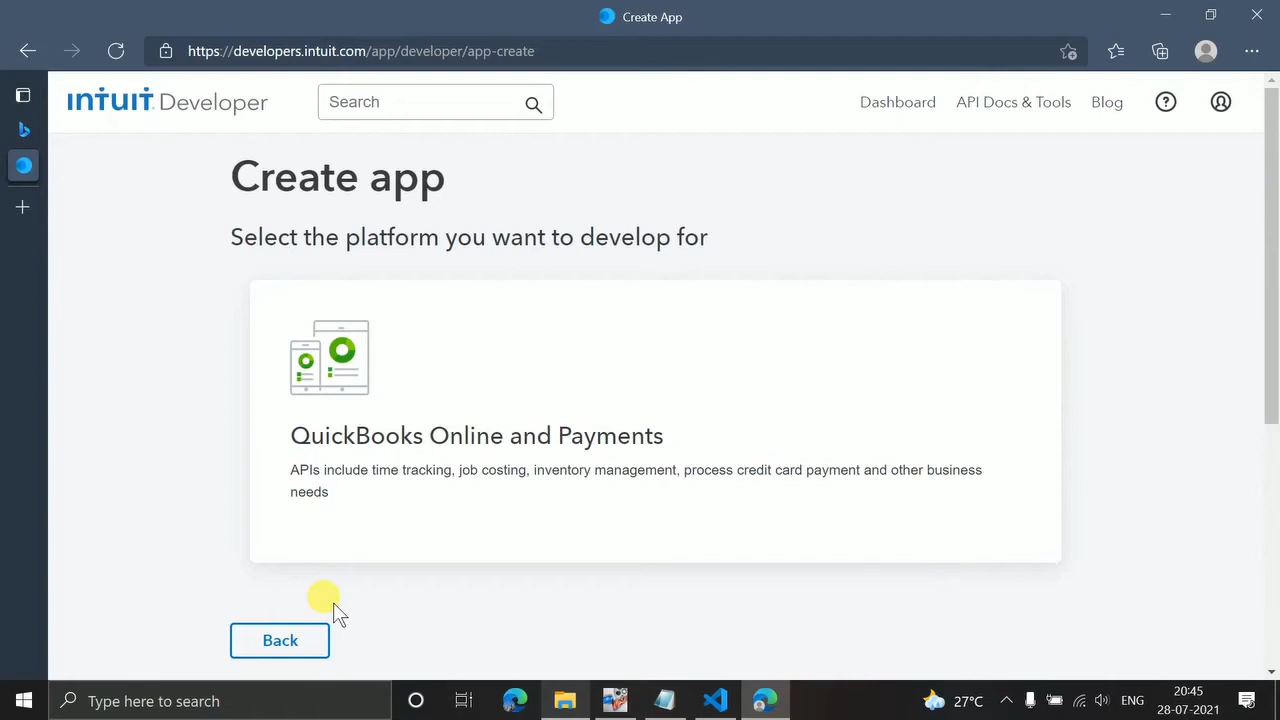 Create App
https://developers.intuit.com/app/developer/app-create
intuit Developer
Search
Dashboard
API Docs & Tools
Blog
Create app
Select the platform you want to develop for
QuickBooks Online and Payments
APIs include time tracking, job costing, inventory management, process credit card payment and other business
needs
Back
Type here to search
27°C
ENG
20:45
28-07-2021